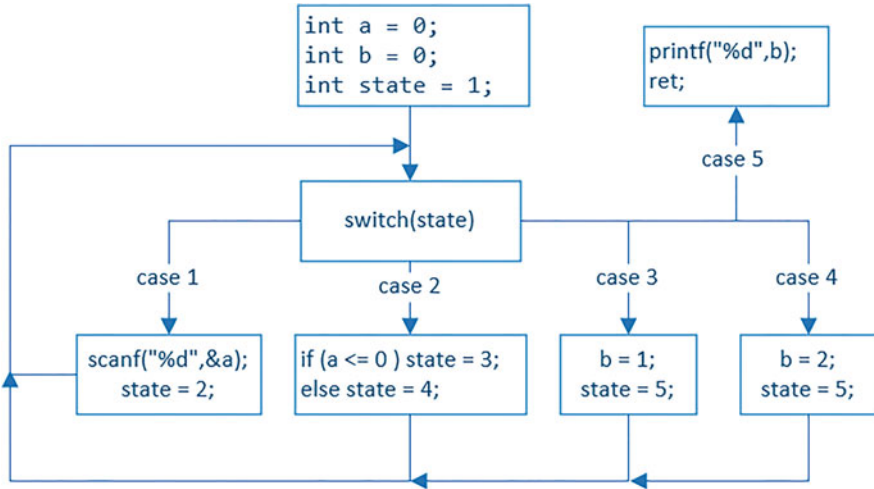 int a = 0;
int b = 0;
int state = 1;
printf("%d",b);
ret;
case 5
switch(state)
case 1
case 2
case 3
case 4
scanf("%d",&a);
state = 2;
if (a <= 0 ) state = 3;
else state = 4;
b = 1;
state = 5;
b = 2;
state = 5;